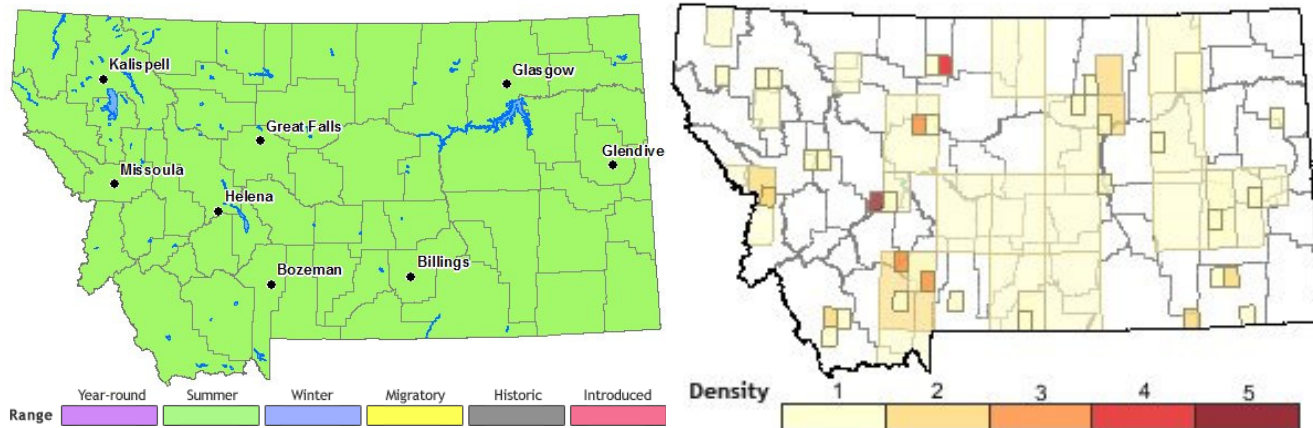 Kalispell
Glasgow
Great Falls
Glendive
Missoula
Helena
Bozeman
Billings
Range Year-round Summer Winter Migratory Historic Introduced
Density 1 2 3 4 5